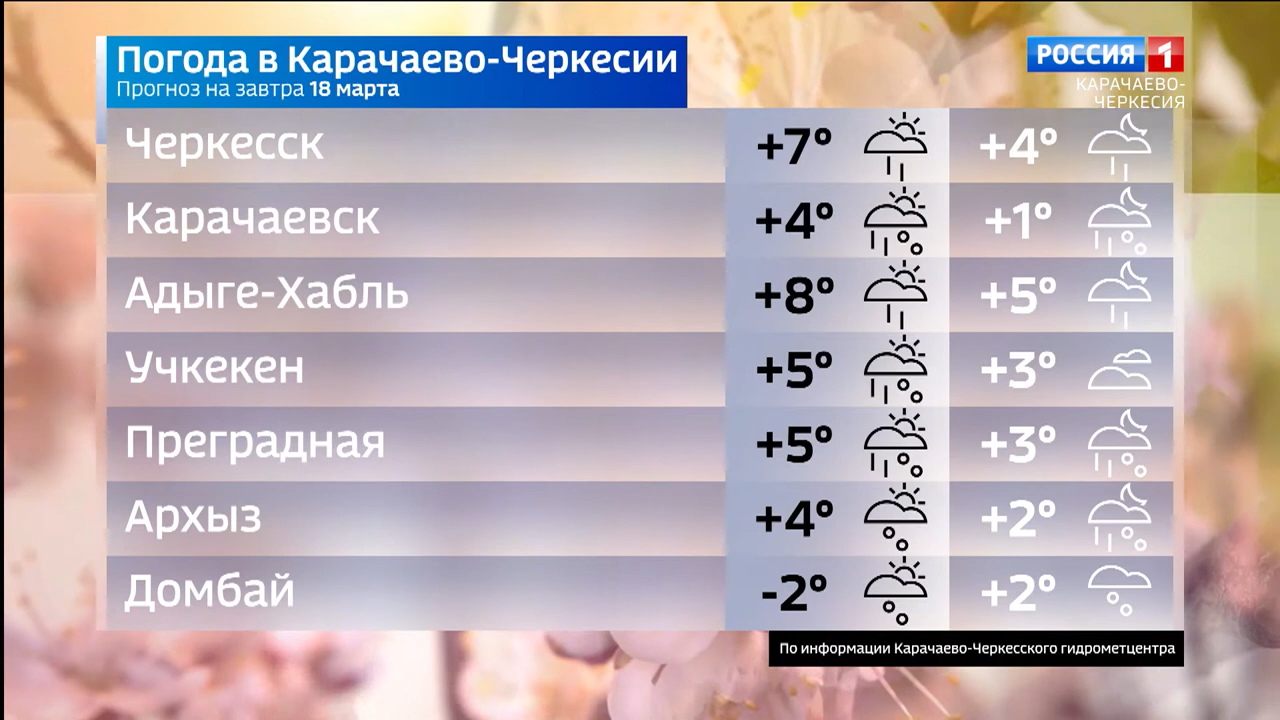 Погода в Карачаево-Черкесии
Прогноз на завтра 18 марта
РОССИЯ 1
КАРАЧАЕВО-
ЧЕРКЕСИЯ
Черкесск +7° +4°
Карачаевск +4° +1°
Адыге-Хабль +8° +5°
Учкекен +5° +3°
Преградная +5° +3°
Архыз +4° +2°
Домбай -2° +2°
По информации Карачаево-Черкесского гидрометцентра